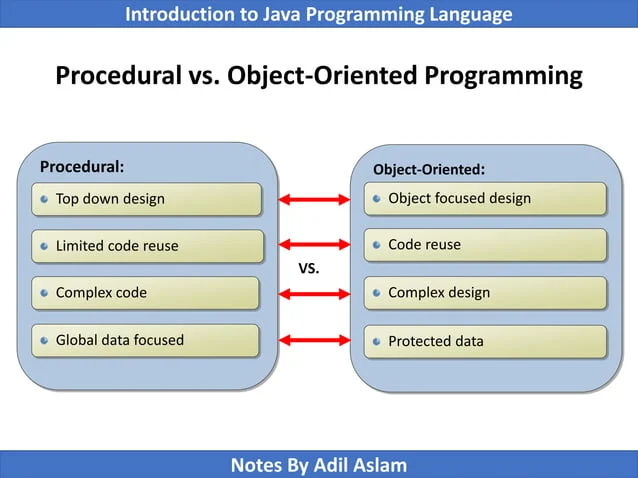 Introduction to Java Programming Language
Procedural vs. Object-Oriented Programming
Procedural:
Top down design
Limited code reuse
Complex code
Global data focused
VS.
Object-Oriented:
Object focused design
Code reuse
Complex design
Protected data
Notes By Adil Aslam